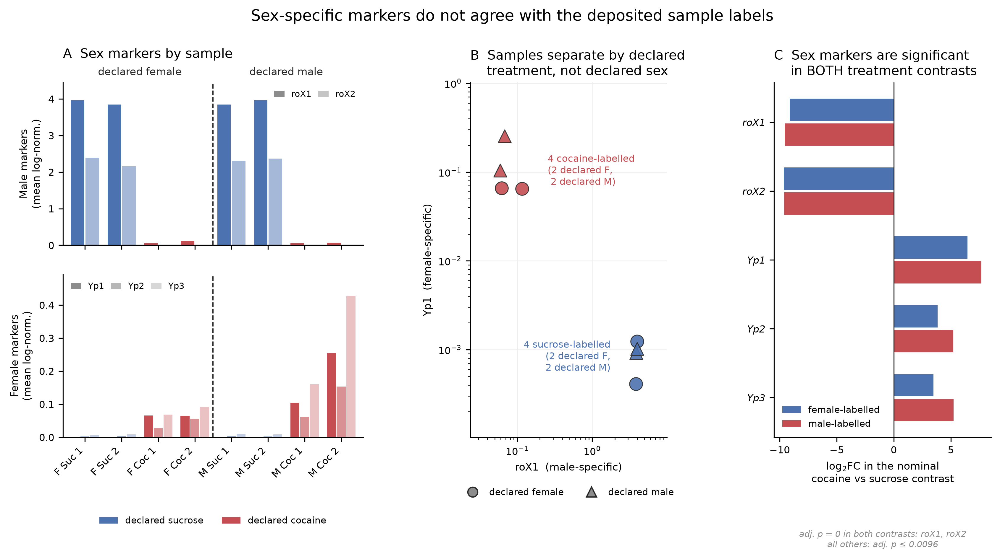 Sex-specific markers do not agree with the deposited sample labels
A  Sex markers by sample
declared female
declared male
roX1
roX2
Male markers
(mean log-norm.)
4
3
2
1
0
Yp1
Yp2
Yp3
Female markers
(mean log-norm.)
0.4
0.3
0.2
0.1
0.0
F Suc 1
F Suc 2
F Coc 1
F Coc 2
M Suc 1
M Suc 2
M Coc 1
M Coc 2
declared sucrose
declared cocaine
B  Samples separate by declared
treatment, not declared sex
Yp1  (female-specific)
10⁰
10⁻¹
10⁻²
10⁻³
4 cocaine-labelled
(2 declared F,
2 declared M)
4 sucrose-labelled
(2 declared F,
2 declared M)
10⁻¹
10⁰
roX1  (male-specific)
declared female
declared male
C  Sex markers are significant
in BOTH treatment contrasts
roX1
roX2
Yp1
Yp2
Yp3
female-labelled
male-labelled
−10
−5
0
5
log₂FC in the nominal
cocaine vs sucrose contrast
adj. p = 0 in both contrasts: roX1, roX2
all others: adj. p ≤ 0.0096